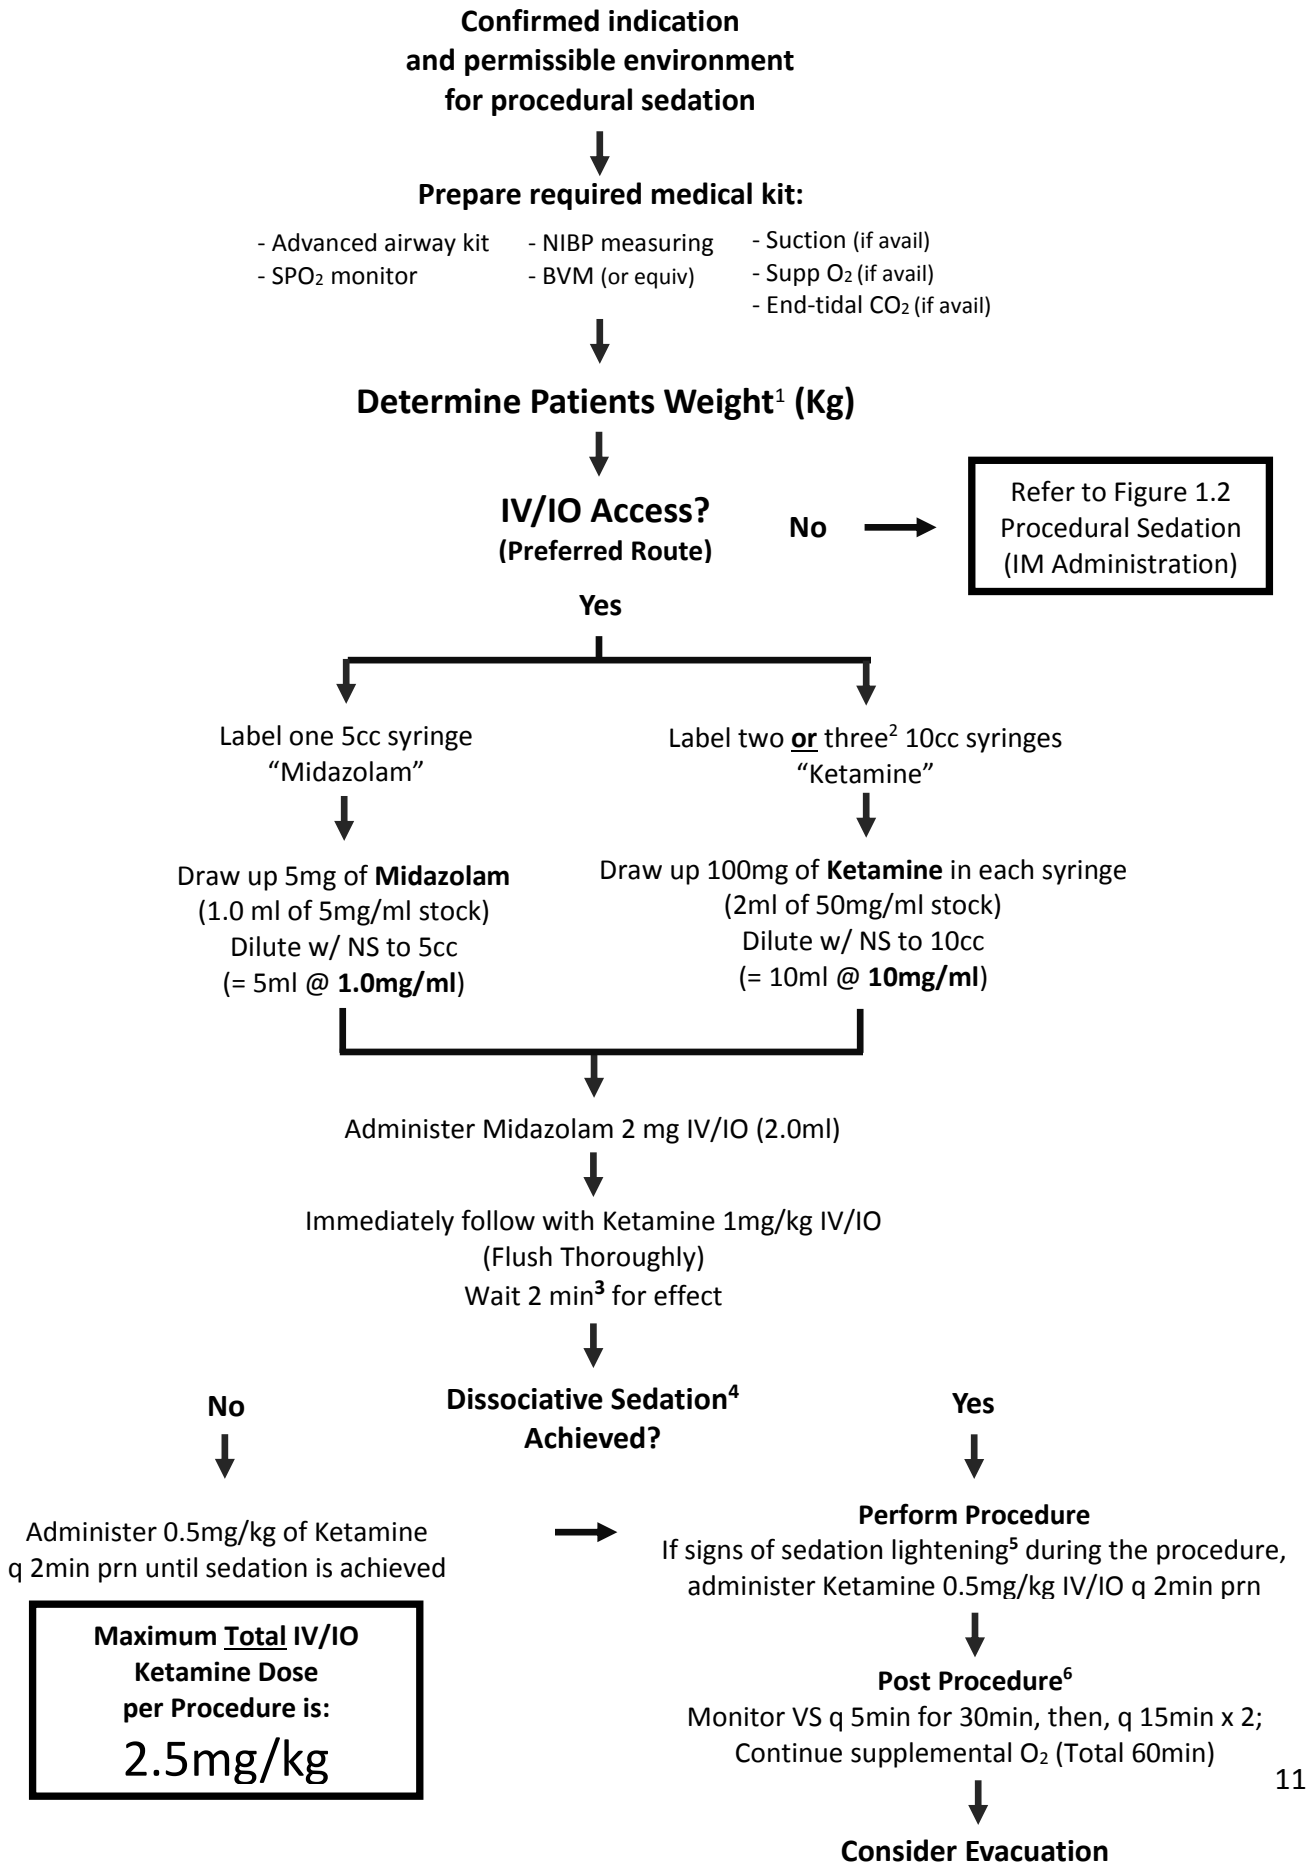 Confirmed indication
and permissible environment
for procedural sedation
Prepare required medical kit:
- Advanced airway kit
- SPO₂ monitor
- NIBP measuring
- BVM (or equiv)
- Suction (if avail)
- Supp O₂ (if avail)
- End-tidal CO₂ (if avail)
Determine Patients Weight¹ (Kg)
IV/IO Access?
(Preferred Route)
No
Refer to Figure 1.2
Procedural Sedation
(IM Administration)
Yes
Label one 5cc syringe
“Midazolam”
Label two or three² 10cc syringes
“Ketamine”
Draw up 5mg of Midazolam
(1.0 ml of 5mg/ml stock)
Dilute w/ NS to 5cc
(= 5ml @ 1.0mg/ml)
Draw up 100mg of Ketamine in each syringe
(2ml of 50mg/ml stock)
Dilute w/ NS to 10cc
(= 10ml @ 10mg/ml)
Administer Midazolam 2 mg IV/IO (2.0ml)
Immediately follow with Ketamine 1mg/kg IV/IO
(Flush Thoroughly)
Wait 2 min³ for effect
Dissociative Sedation⁴
Achieved?
No
Administer 0.5mg/kg of Ketamine
q 2min prn until sedation is achieved
Maximum Total IV/IO
Ketamine Dose
per Procedure is:
2.5mg/kg
Yes
Perform Procedure
If signs of sedation lightening⁵ during the procedure,
administer Ketamine 0.5mg/kg IV/IO q 2min prn
Post Procedure⁶
Monitor VS q 5min for 30min, then, q 15min x 2;
Continue supplemental O₂ (Total 60min)
Consider Evacuation
11